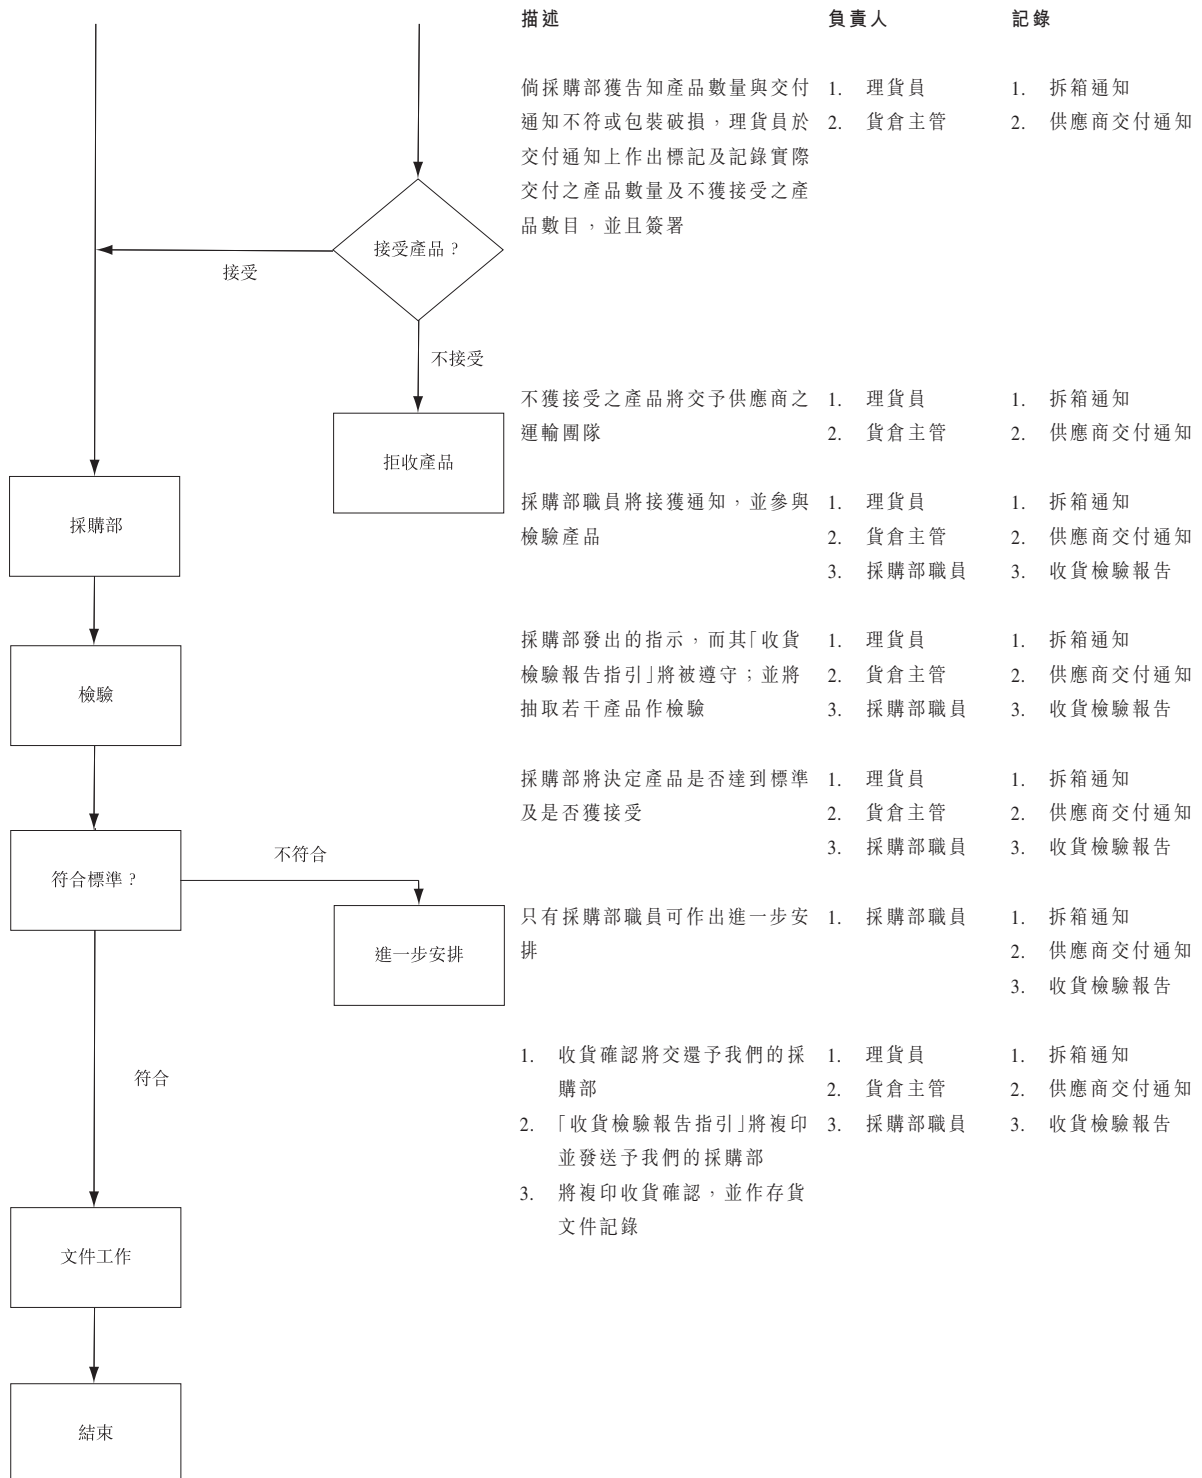 描述 負責人 記錄
倘採購部獲告知產品數量與交付 1. 理貨員 1. 拆箱通知
通知不符或包裝破損，理貨員於 2. 貨倉主管 2. 供應商交付通知
交付通知上作出標記及記錄實際
交付之產品數量及不獲接受之產
品數目，並且簽署
接受產品？
接受
不接受
不獲接受之產品將交予供應商之 1. 理貨員 1. 拆箱通知
運輸團隊 2. 貨倉主管 2. 供應商交付通知
拒收產品
採購部職員將接獲通知，並參與 1. 理貨員 1. 拆箱通知
檢驗產品 2. 貨倉主管 2. 供應商交付通知
3. 採購部職員 3. 收貨檢驗報告
採購部
採購部發出的指示，而其「收貨 1. 理貨員 1. 拆箱通知
檢驗報告指引」將被遵守；並將 2. 貨倉主管 2. 供應商交付通知
抽取若干產品作檢驗 3. 採購部職員 3. 收貨檢驗報告
檢驗
採購部將決定產品是否達到標準 1. 理貨員 1. 拆箱通知
及是否獲接受 2. 貨倉主管 2. 供應商交付通知
3. 採購部職員 3. 收貨檢驗報告
符合標準？
不符合
只有採購部職員可作出進一步安 1. 採購部職員 1. 拆箱通知
排 2. 供應商交付通知
3. 收貨檢驗報告
進一步安排
1. 收貨確認將交還予我們的採 1. 理貨員 1. 拆箱通知
購部 2. 貨倉主管 2. 供應商交付通知
2. 「收貨檢驗報告指引」將複印 3. 採購部職員 3. 收貨檢驗報告
並發送予我們的採購部
3. 將複印收貨確認，並作存貨
文件記錄
符合
文件工作
結束